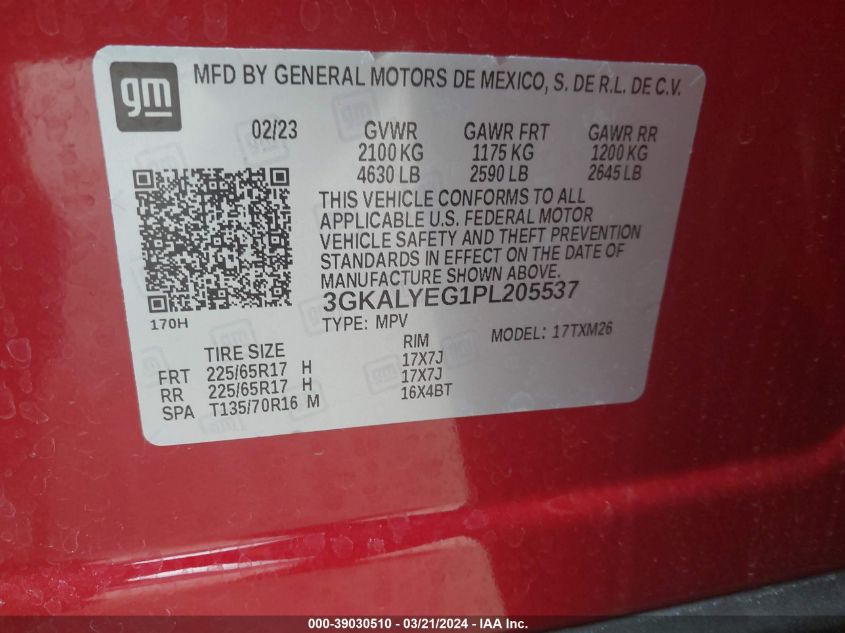 gm
MFD BY GENERAL MOTORS DE MEXICO, S. DE R.L. DE C.V.
02/23 GVWR GAWR FRT GAWR RR
2100 KG 1175 KG 1200 KG
4630 LB 2590 LB 2645 LB
THIS VEHICLE CONFORMS TO ALL
APPLICABLE U.S. FEDERAL MOTOR
VEHICLE SAFETY AND THEFT PREVENTION
STANDARDS IN EFFECT ON THE DATE OF
MANUFACTURE SHOWN ABOVE.
3GKALYEG1PL205537
170H
TYPE: MPV MODEL: 17TXM26
TIRE SIZE RIM
FRT 225/65R17 H 17X7J
RR 225/65R17 H 17X7J
SPA T135/70R16 M 16X4BT
000-39030510 - 03/21/2024 - IAA Inc.